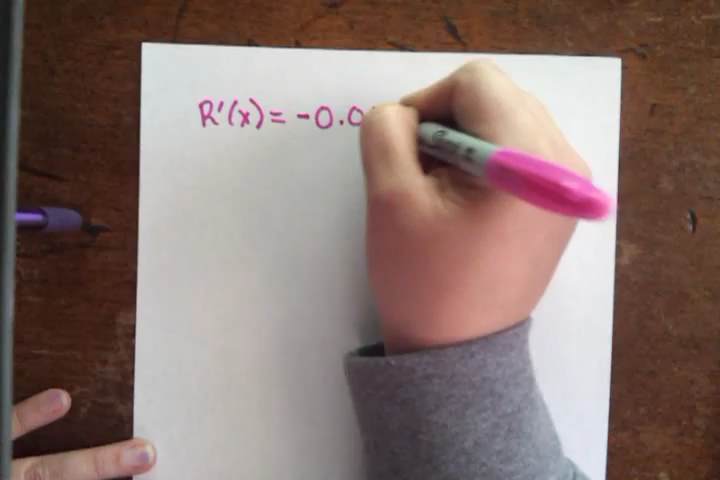 R'(x) = -0.0